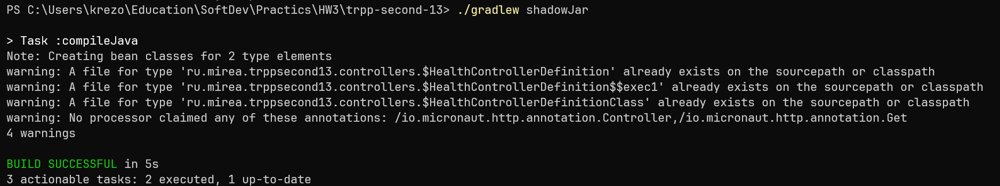 PS C:\Users\krezo\Education\SoftDev\Practics\HW3\trpp-second-13> ./gradlew shadowJar
> Task :compileJava
Note: Creating bean classes for 2 type elements
warning: A file for type 'ru.mirea.trppsecond13.controllers.$HealthControllerDefinition' already exists on the sourcepath or classpath
warning: A file for type 'ru.mirea.trppsecond13.controllers.$HealthControllerDefinition$$exec1' already exists on the sourcepath or classpath
warning: A file for type 'ru.mirea.trppsecond13.controllers.$HealthControllerDefinitionClass' already exists on the sourcepath or classpath
warning: No processor claimed any of these annotations: /io.micronaut.http.annotation.Controller,/io.micronaut.http.annotation.Get
4 warnings
BUILD SUCCESSFUL in 5s
3 actionable tasks: 2 executed, 1 up-to-date